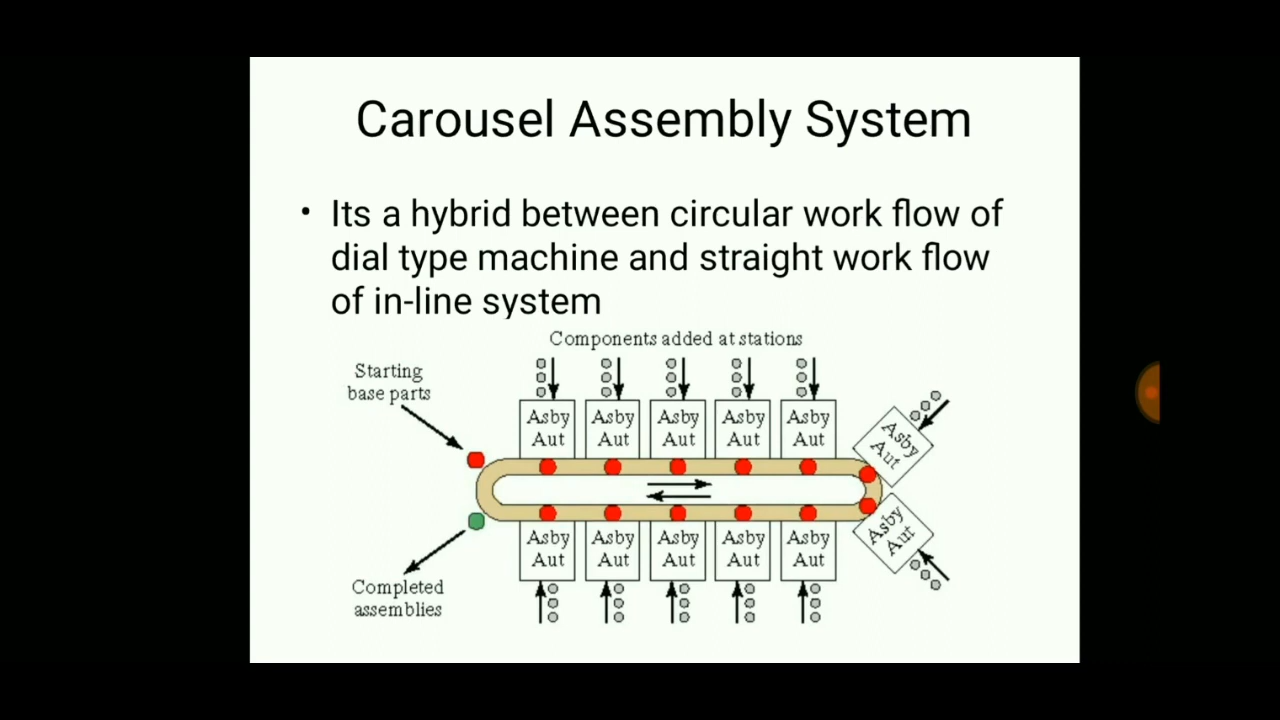 Carousel Assembly System
• Its a hybrid between circular work flow of
dial type machine and straight work flow
of in-line system
Components added at stations
Starting
base parts
Asby
Aut
Asby
Aut
Asby
Aut
Asby
Aut
Asby
Aut
Asby
Aut
Asby
Aut
Asby
Aut
Asby
Aut
Asby
Aut
Asby
Aut
Asby
Aut
Completed
assemblies